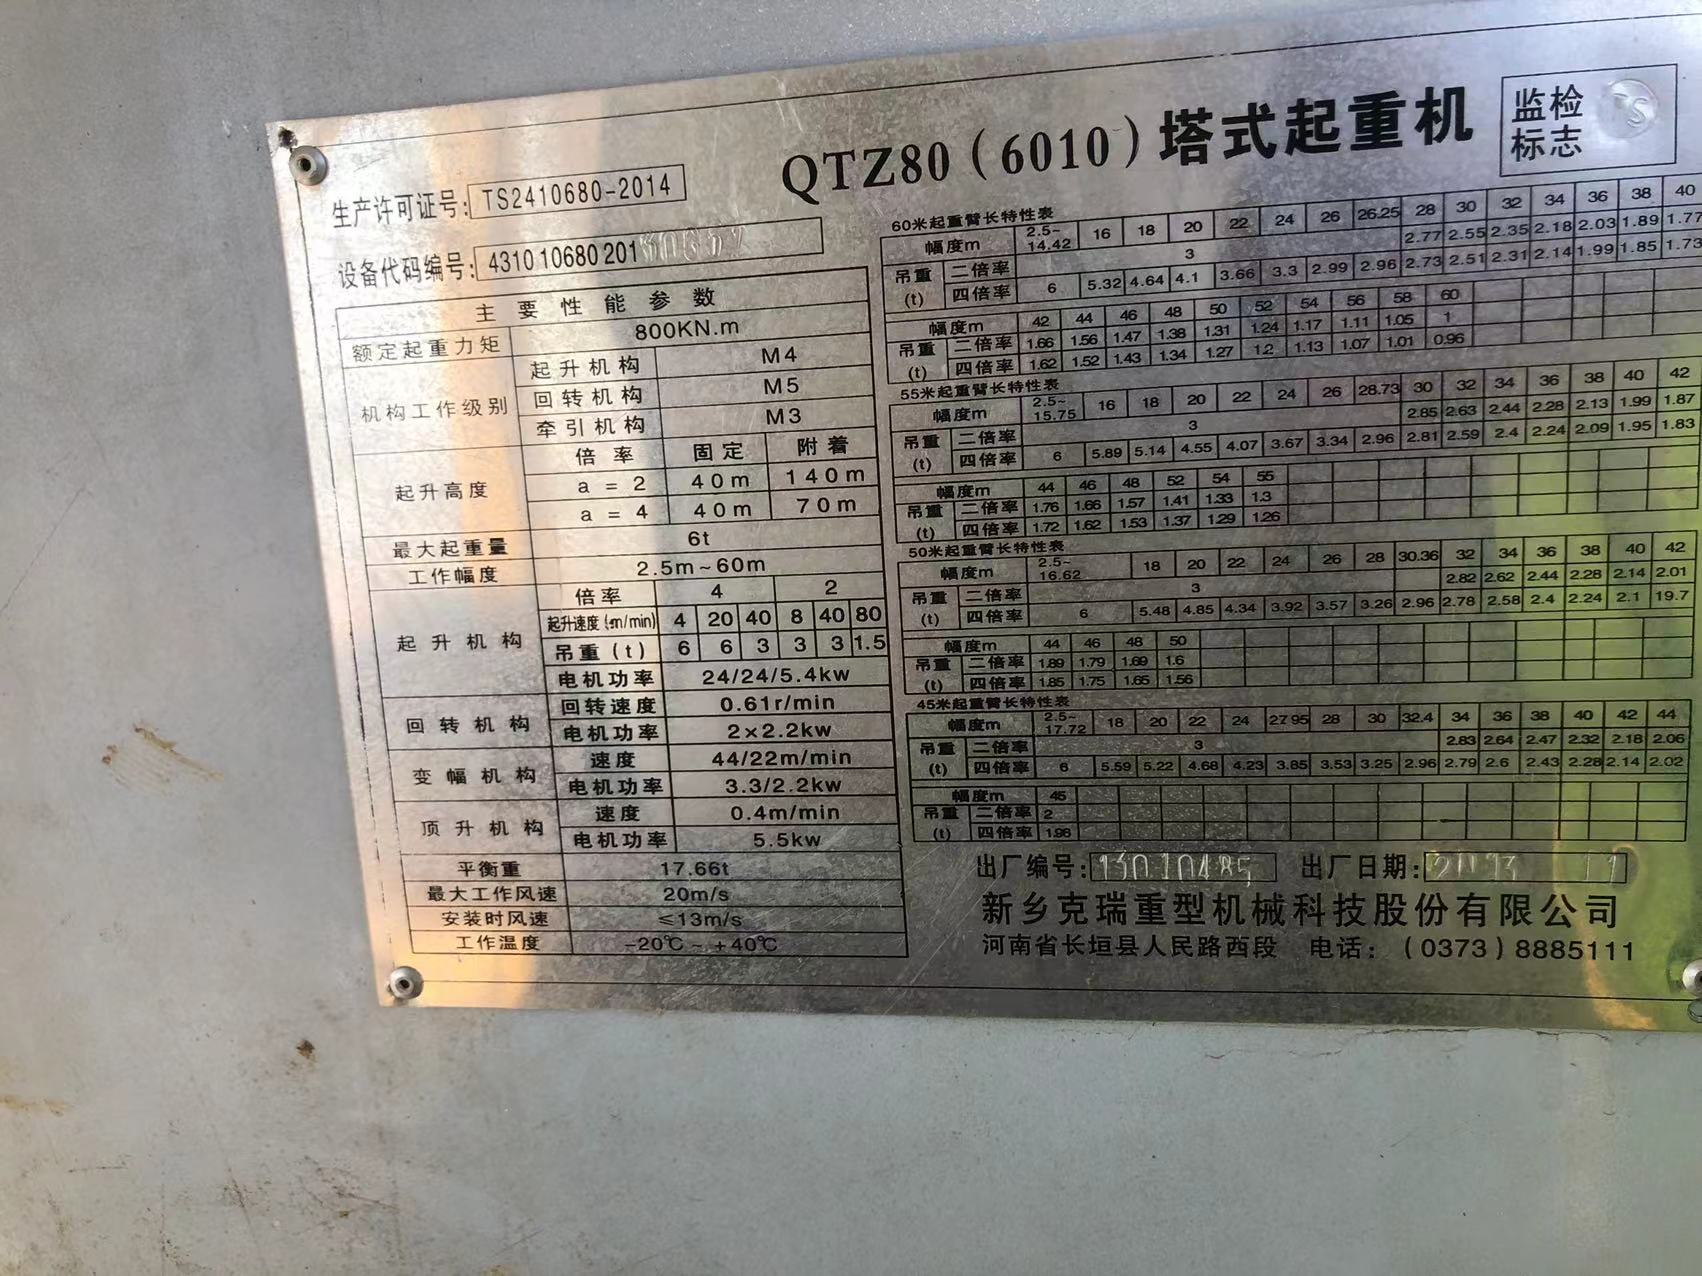 QTZ80（6010）塔式起重机
监检
标志
生产许可证号: TS2410680-2014
设备代码编号: 431010680201
主要性能参数
额定起重力矩 800KN.m
机构工作级别 起升机构 M4
回转机构 M5
牵引机构 M3
起升高度 倍率 固定 附着
a=2 40m 140m
a=4 40m 70m
最大起重量 6t
工作幅度 2.5m~60m
起升机构 倍率 4 2
起升速度(m/min) 4 20 40 8 40 80
吊重(t) 6 6 3 3 3 1.5
电机功率 24/24/5.4kw
回转机构 回转速度 0.61r/min
电机功率 2×2.2kw
变幅机构 速度 44/22m/min
电机功率 3.3/2.2kw
顶升机构 速度 0.4m/min
电机功率 5.5kw
平衡重 17.66t
最大工作风速 20m/s
安装时风速 ≤13m/s
工作温度 -20℃~+40℃
60米起重臂长特性表
幅度m 2.5~14.42 16 18 20 22 24 26 26.25 28 30 32 34 36 38 40
吊重(t) 二倍率 3 2.77 2.55 2.35 2.18 2.03 1.89 1.77
四倍率 6 5.32 4.64 4.1 3.66 3.3 2.99 2.96 2.73 2.51 2.31 2.14 1.99 1.85 1.73
幅度m 42 44 46 48 50 52 54 56 58 60
吊重(t) 二倍率 1.66 1.56 1.47 1.38 1.31 1.24 1.17 1.11 1.05 1
四倍率 1.62 1.52 1.43 1.34 1.27 1.2 1.13 1.07 1.01 0.96
55米起重臂长特性表
幅度m 2.5~15.75 16 18 20 22 24 26 28.73 30 32 34 36 38 40 42
吊重(t) 二倍率 3 2.85 2.63 2.44 2.28 2.13 1.99 1.87
四倍率 6 5.89 5.14 4.55 4.07 3.67 3.34 2.96 2.81 2.59 2.4 2.24 2.09 1.95 1.83
幅度m 44 46 48 52 54 55
吊重(t) 二倍率 1.76 1.66 1.57 1.41 1.33 1.3
四倍率 1.72 1.62 1.53 1.37 1.29 1.26
50米起重臂长特性表
幅度m 2.5~16.62 18 20 22 24 26 28 30.36 32 34 36 38 40 42
吊重(t) 二倍率 3 2.82 2.62 2.44 2.28 2.14 2.01
四倍率 6 5.48 4.85 4.34 3.92 3.57 3.26 2.96 2.78 2.58 2.4 2.24 2.1 19.7
幅度m 44 46 48 50
吊重(t) 二倍率 1.89 1.79 1.69 1.6
四倍率 1.85 1.75 1.65 1.56
45米起重臂长特性表
幅度m 2.5~17.72 18 20 22 24 27.95 28 30 32.4 34 36 38 40 42 44
吊重(t) 二倍率 3 2.83 2.64 2.47 2.32 2.18 2.06
四倍率 6 5.59 5.22 4.68 4.23 3.85 3.53 3.25 2.96 2.79 2.6 2.43 2.28 2.14 2.02
幅度m 45
吊重(t) 二倍率 2
四倍率 1.98
出厂编号: 13010485 出厂日期:
新乡克瑞重型机械科技股份有限公司
河南省长垣县人民路西段 电话：（0373）8885111